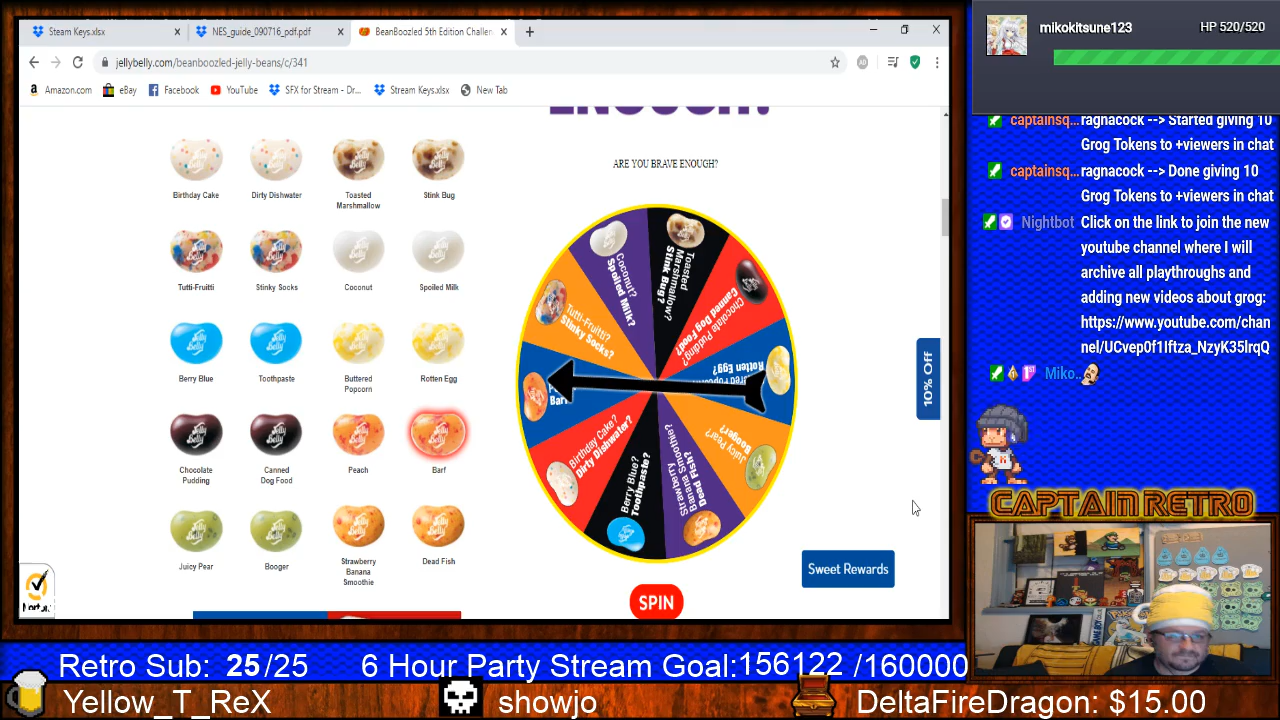 Steam Keys.xlsx
NES_guide_090716_pdf.pdf
BeanBoozled 5th Edition Challen
jellybelly.com/beanboozled-jelly-beans/c/341
Amazon.com
eBay
Facebook
YouTube
SFX for Stream - Dr...
Stream Keys.xlsx
New Tab
ENOUGH?
ARE YOU BRAVE ENOUGH?
Birthday Cake
Dirty Dishwater
Toasted
Marshmallow
Stink Bug
Tutti-Fruitti
Stinky Socks
Coconut
Spoiled Milk
Berry Blue
Toothpaste
Buttered
Popcorn
Rotten Egg
Chocolate
Pudding
Canned
Dog Food
Peach
Barf
Juicy Pear
Booger
Strawberry
Banana
Smoothie
Dead Fish
Coconut?
Spoiled Milk?
Toasted
Marshmallow?
Stink Bug?
Chocolate Pudding?
Canned Dog Food?
Rotten Egg?
Juicy Pear?
Booger?
Strawberry
Banana Smoothie?
Dead Fish?
Berry Blue?
Toothpaste?
Birthday Cake?
Dirty Dishwater?
Tutti-Fruitti?
Stinky Socks?
SPIN
10% Off
Sweet Rewards
mikokitsune123
HP 520/520
captainsq... ragnacock --> Started giving 10
Grog Tokens to +viewers in chat
captainsq... ragnacock --> Done giving 10
Grog Tokens to +viewers in chat
Nightbot Click on the link to join the new
youtube channel where I will
archive all playthroughs and
adding new videos about grog:
https://www.youtube.com/chan
Miko..
CAPTAIN RETRO
Retro Sub: 25/25
6 Hour Party Stream Goal:156122 /160000
Yellow_T_ReX
showjo
DeltaFireDragon: $15.00